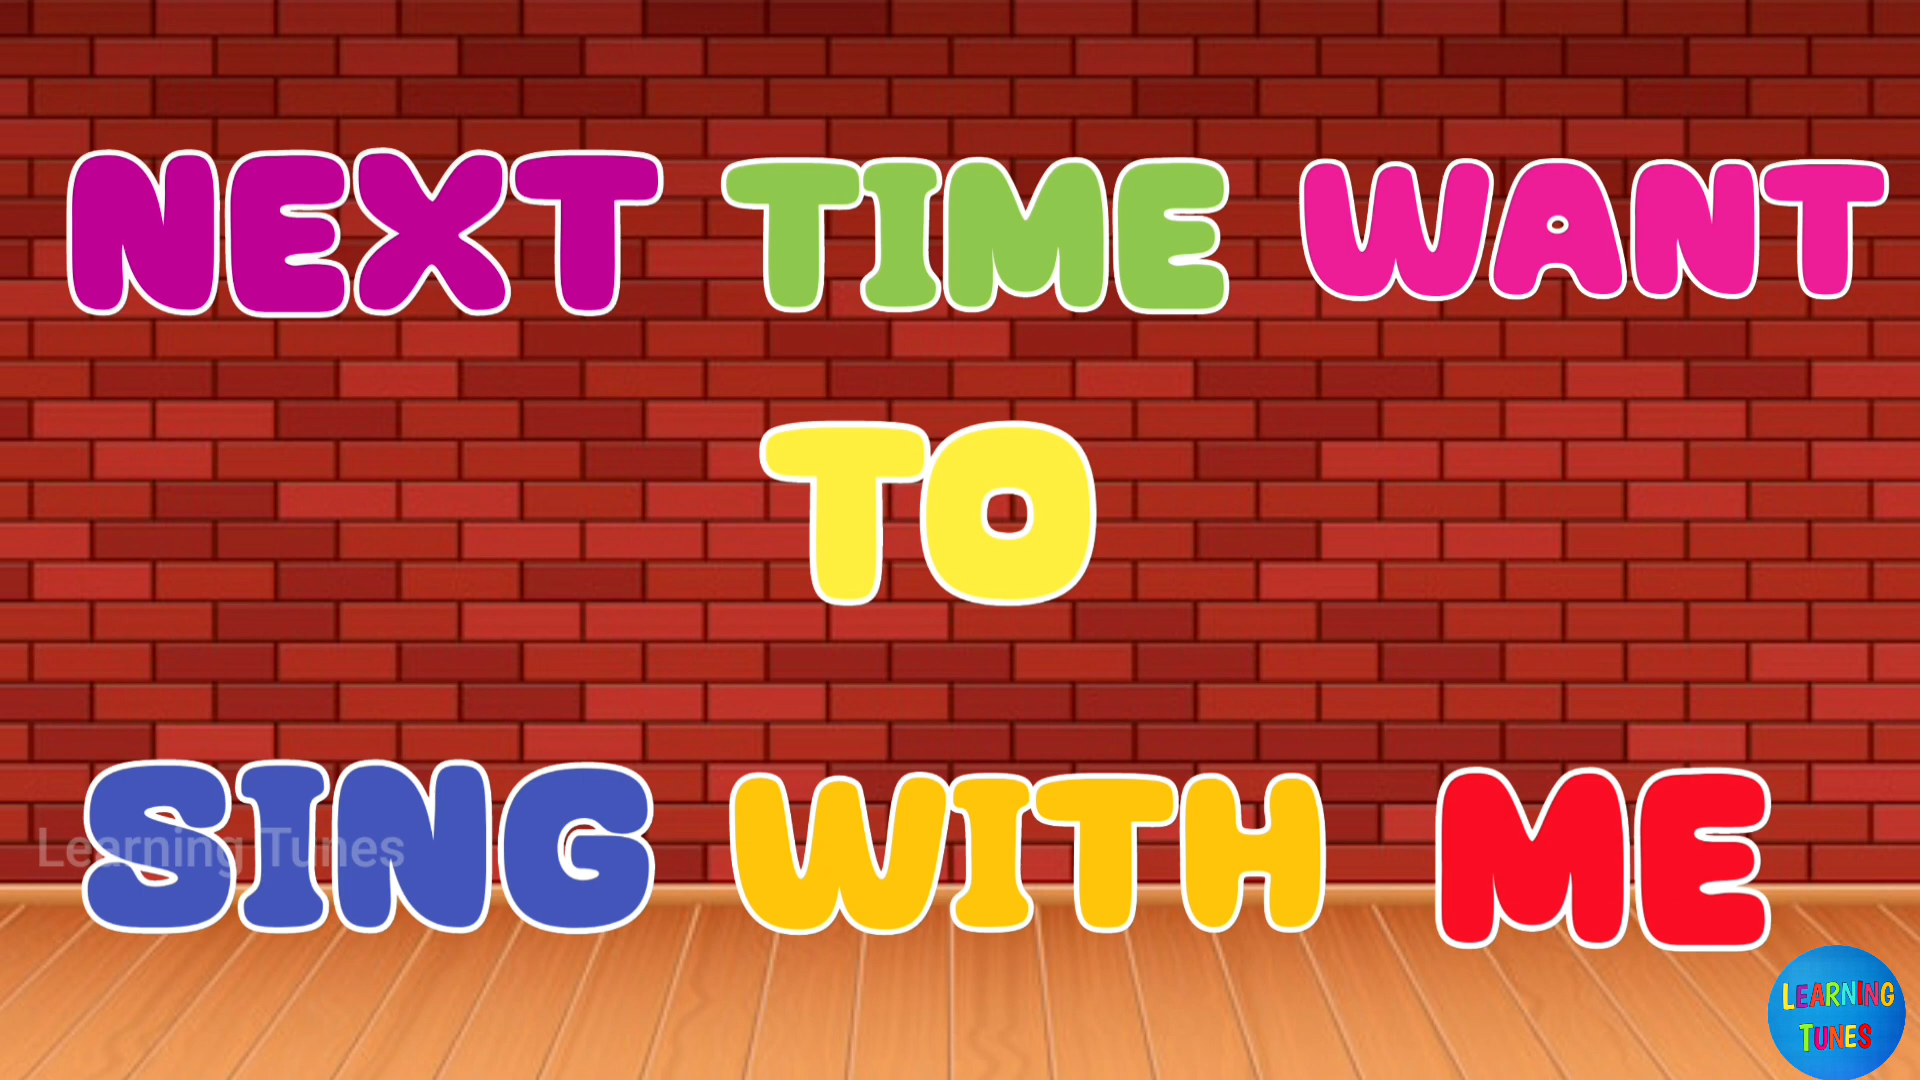 NEXT TIME WANT
TO
SING WITH ME
Learning Tunes
LEARNING
TUNES